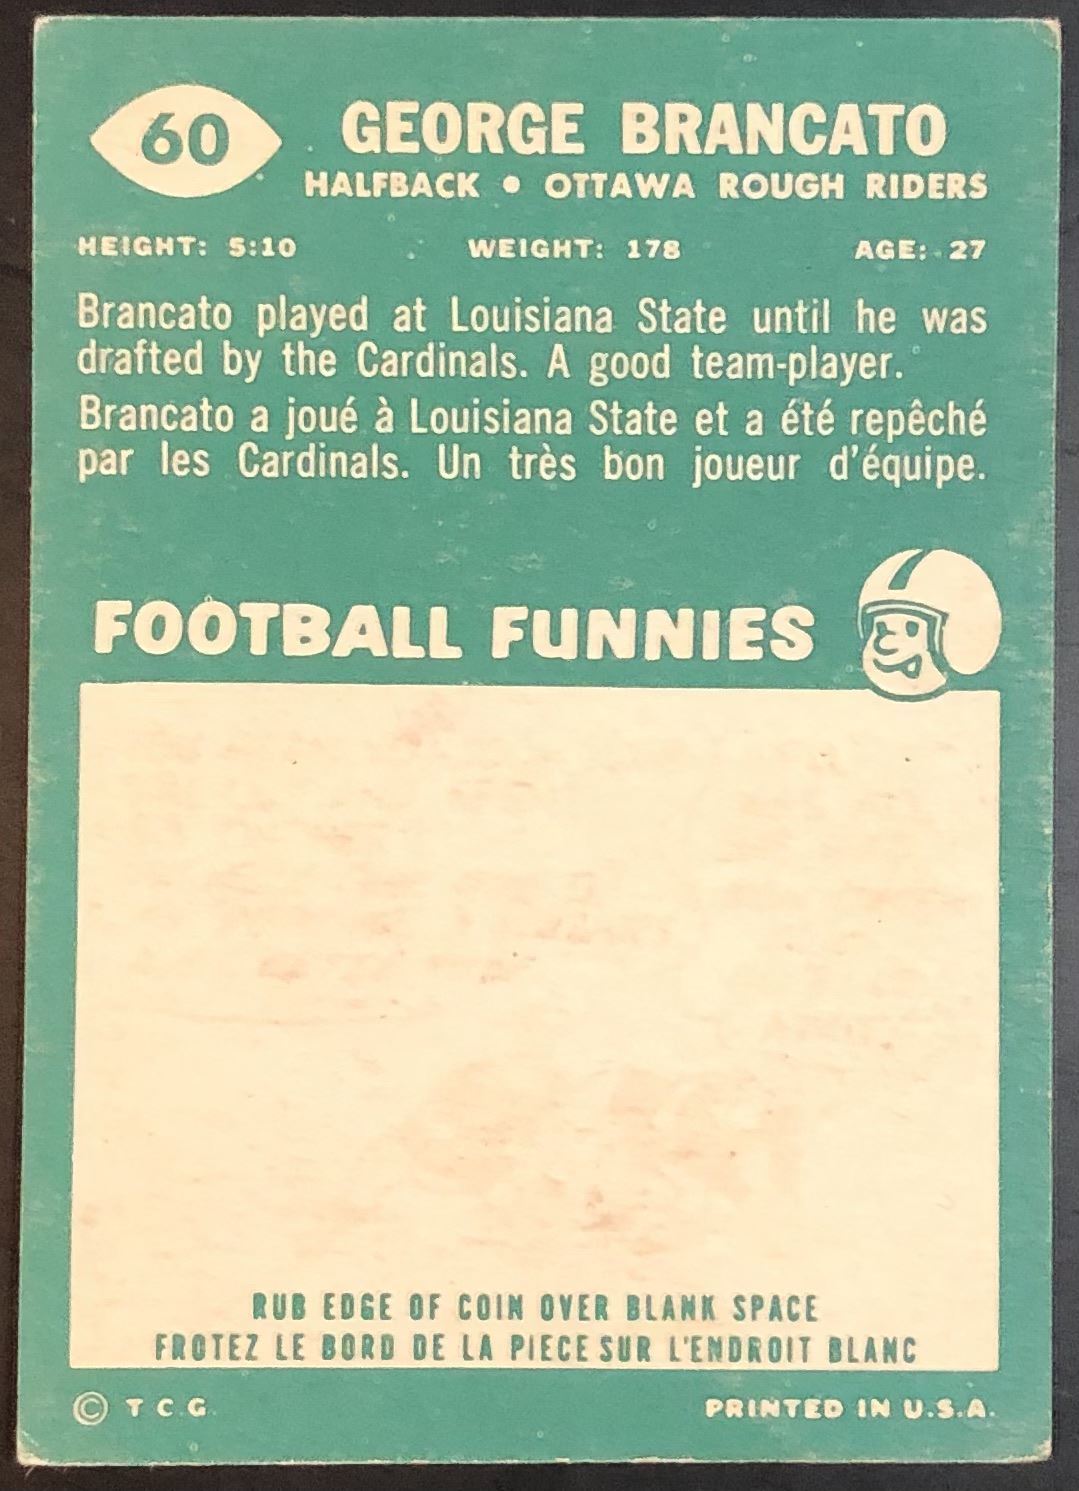 60
GEORGE BRANCATO
HALFBACK • OTTAWA ROUGH RIDERS
HEIGHT: 5:10 WEIGHT: 178 AGE: 27
Brancato played at Louisiana State until he was
drafted by the Cardinals. A good team-player.
Brancato a joué à Louisiana State et a été repêché
par les Cardinals. Un très bon joueur d'équipe.
FOOTBALL FUNNIES
RUB EDGE OF COIN OVER BLANK SPACE
FROTEZ LE BORD DE LA PIECE SUR L'ENDROIT BLANC
© T.C.G. PRINTED IN U.S.A.